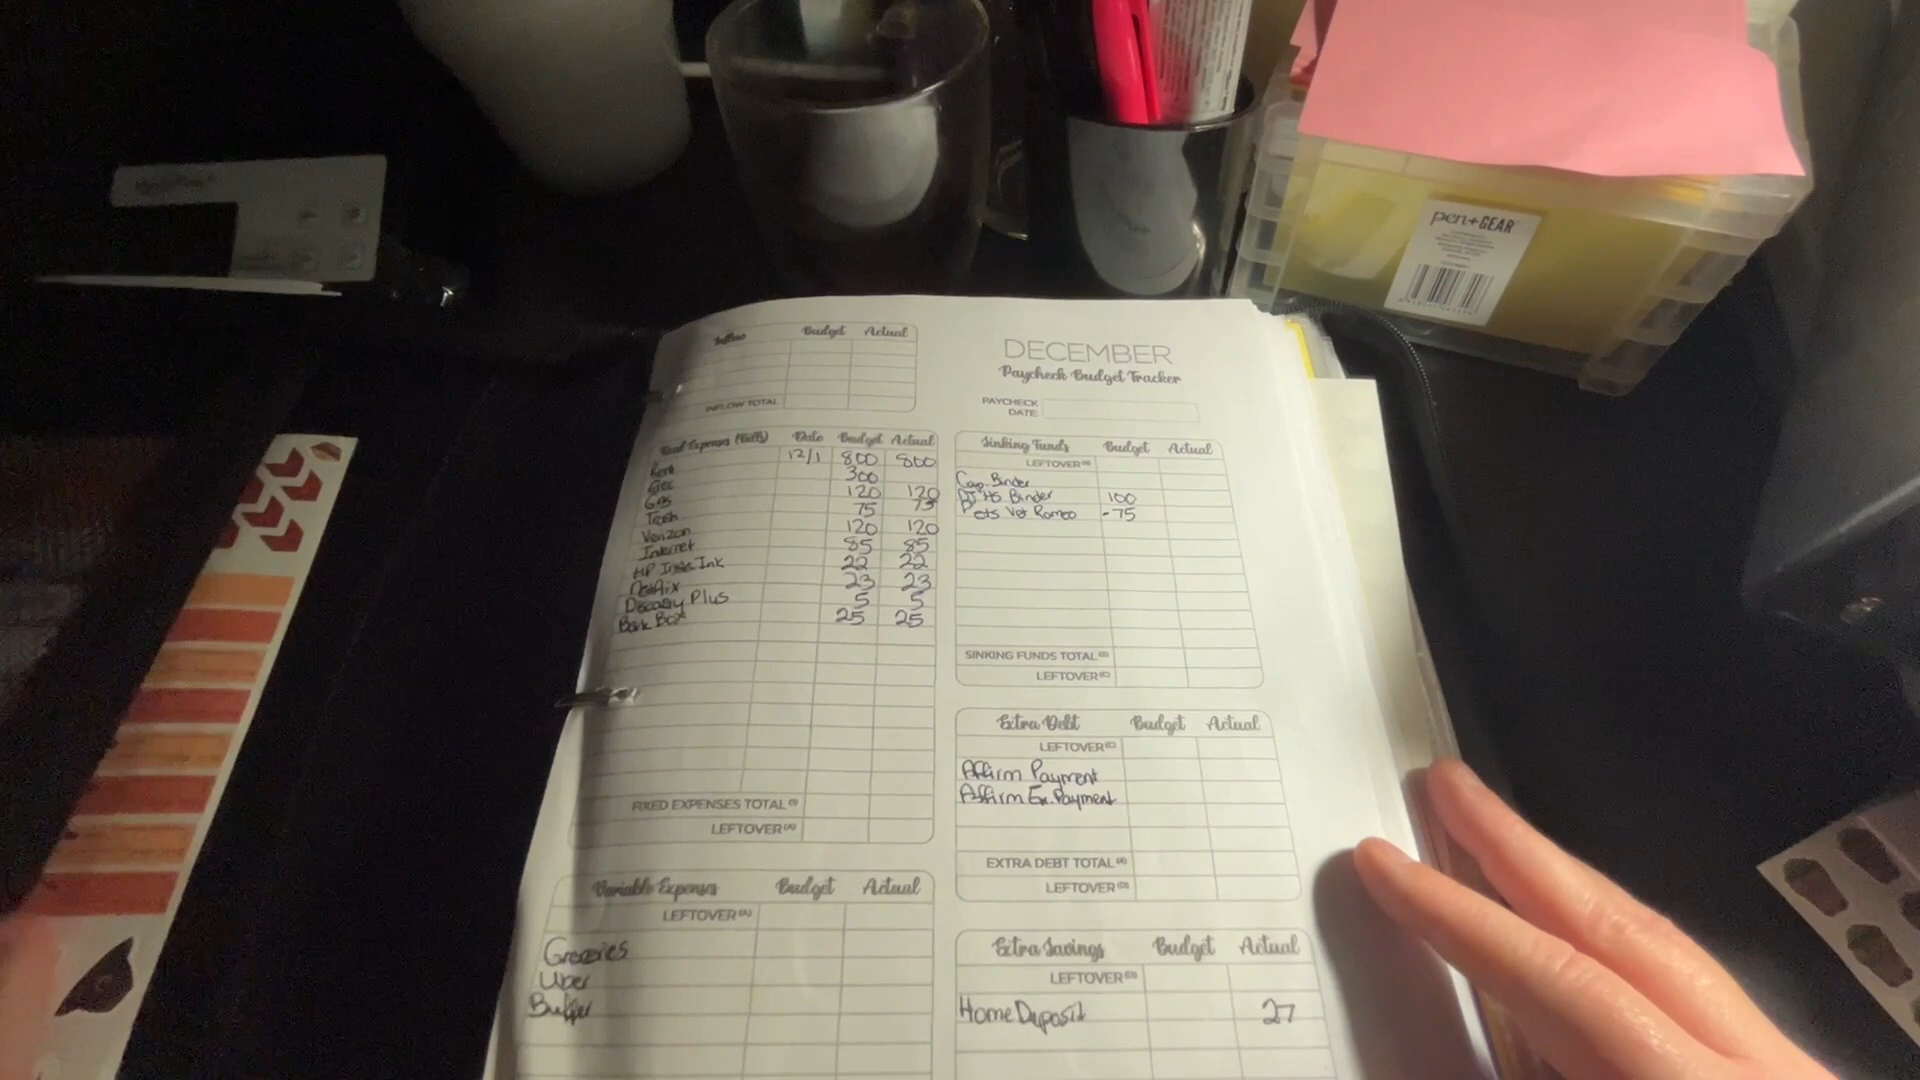 pen+GEAR
Inflow Budget Actual
INFLOW TOTAL
DECEMBER
Paycheck Budget Tracker
PAYCHECK DATE
Fixed Expenses (Bills) Date Budget Actual
Rent 12/1 800 800
Elec 300
Gas 120 120
Trash 75 75
Verizon 120 120
Internet 85 85
HP Insta Ink 22 22
Netflix 23 23
Discovery Plus 5 5
Bark Box 25 25
FIXED EXPENSES TOTAL
LEFTOVER (A)
Variable Expenses Budget Actual
LEFTOVER (A)
Groceries
Uber
Buffer
Sinking Funds Budget Actual
LEFTOVER (B)
Cap. Binder
DJ HS Binder 100
Pets Vet Romeo -75
SINKING FUNDS TOTAL
LEFTOVER (C)
Extra Debt Budget Actual
LEFTOVER (C)
Affirm Payment
Affirm Ex. Payment
EXTRA DEBT TOTAL
LEFTOVER (D)
Extra Savings Budget Actual
LEFTOVER (D)
Home Deposit 27